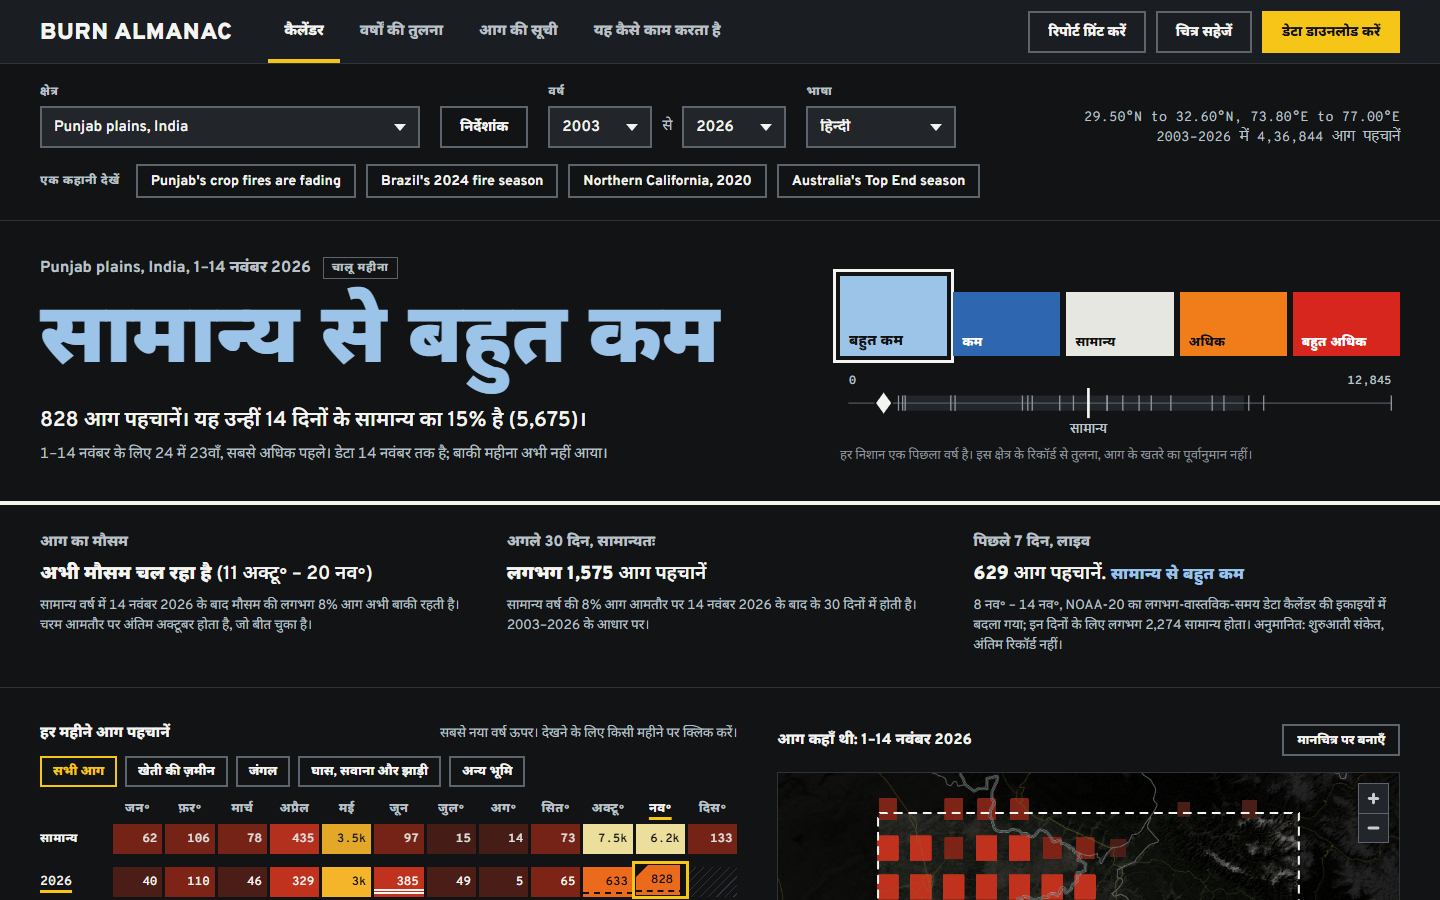 BURN ALMANAC
कैलेंडर
वर्षों की तुलना
आग की सूची
यह कैसे काम करता है
रिपोर्ट प्रिंट करें
चित्र सहेजें
डेटा डाउनलोड करें
क्षेत्र
वर्ष
भाषा
Punjab plains, India
निर्देशांक
2003 से 2026
हिन्दी
29.50°N to 32.60°N, 73.80°E to 77.00°E
2003–2026 में 4,36,844 आग पहचानें
एक कहानी देखें
Punjab's crop fires are fading
Brazil's 2024 fire season
Northern California, 2020
Australia's Top End season
Punjab plains, India, 1–14 नवंबर 2026
चालू महीना
सामान्य से बहुत कम
828 आग पहचानें। यह उन्हीं 14 दिनों के सामान्य का 15% है (5,675)।
1–14 नवंबर के लिए 24 में 23वाँ, सबसे अधिक पहले। डेटा 14 नवंबर तक है; बाकी महीना अभी नहीं आया।
बहुत कम
कम
सामान्य
अधिक
बहुत अधिक
0
12,845
सामान्य
हर निशान एक पिछला वर्ष है। इस क्षेत्र के रिकॉर्ड से तुलना, आग के खतरे का पूर्वानुमान नहीं।
आग का मौसम
अभी मौसम चल रहा है (11 अक्टू॰ – 20 नव॰)
सामान्य वर्ष में 14 नवंबर 2026 के बाद मौसम की लगभग 8% आग अभी बाकी रहती है।
चरम आमतौर पर अंतिम अक्टूबर होता है, जो बीत चुका है।
अगले 30 दिन, सामान्यतः
लगभग 1,575 आग पहचानें
सामान्य वर्ष की 8% आग आमतौर पर 14 नवंबर 2026 के बाद के 30 दिनों में होती है।
2003–2026 के आधार पर।
पिछले 7 दिन, लाइव
629 आग पहचानें. सामान्य से बहुत कम
8 नव॰ – 14 नव॰, NOAA-20 का लगभग-वास्तविक-समय डेटा कैलेंडर की इकाइयों में
बदला गया; इन दिनों के लिए लगभग 2,274 सामान्य होता। अनुमानित: शुरुआती संकेत,
अंतिम रिकॉर्ड नहीं।
हर महीने आग पहचानें
सबसे नया वर्ष ऊपर। देखने के लिए किसी महीने पर क्लिक करें।
सभी आग
खेती की ज़मीन
जंगल
घास, सवाना और झाड़ी
अन्य भूमि
जन॰ फ़र॰ मार्च अप्रैल मई जून जुल॰ अग॰ सित॰ अक्टू॰ नव॰ दिस॰
सामान्य 62 106 78 435 3.5k 97 15 14 73 7.5k 6.2k 133
2026 40 110 46 329 3k 385 49 5 65 633 828
आग कहाँ थी: 1–14 नवंबर 2026
मानचित्र पर बनाएँ
+
−